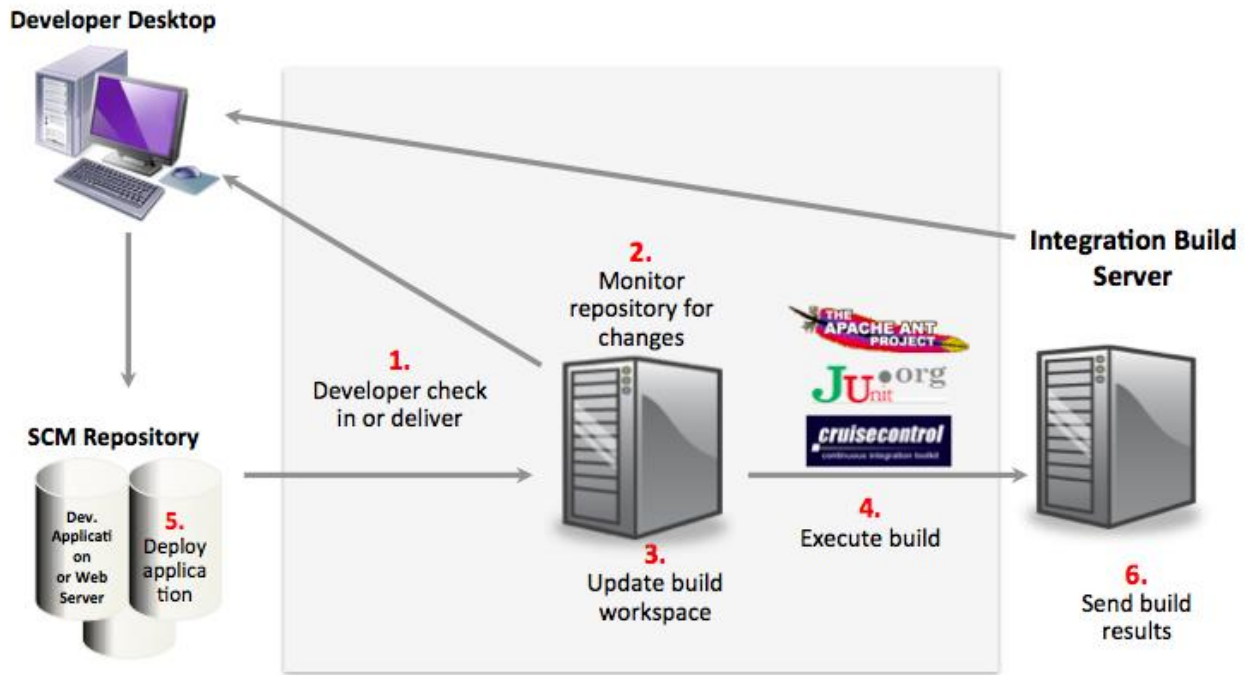 Developer Desktop
Integration Build
Server
2.
Monitor
repository for
changes
THE
APACHE ANT
PROJECT
1.
Developer check
in or deliver
JUnit.org
cruisecontrol
continuous integration toolkit
SCM Repository
Dev.
Applicati
on
or Web
Server
5.
Deploy
applica
tion
4.
Execute build
3.
Update build
workspace
6.
Send build
results